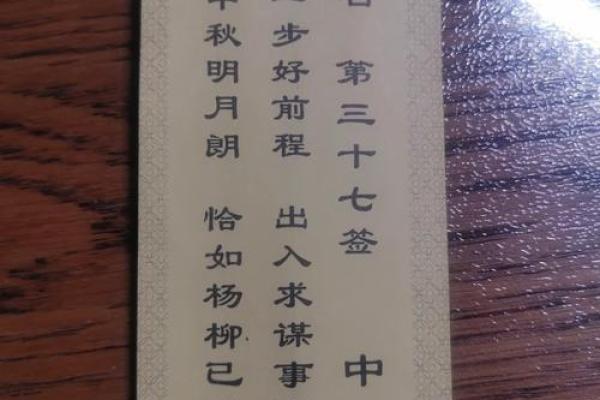 第三十七签 中
步好前程 出入求谋事
秋明月朗 恰如杨柳已